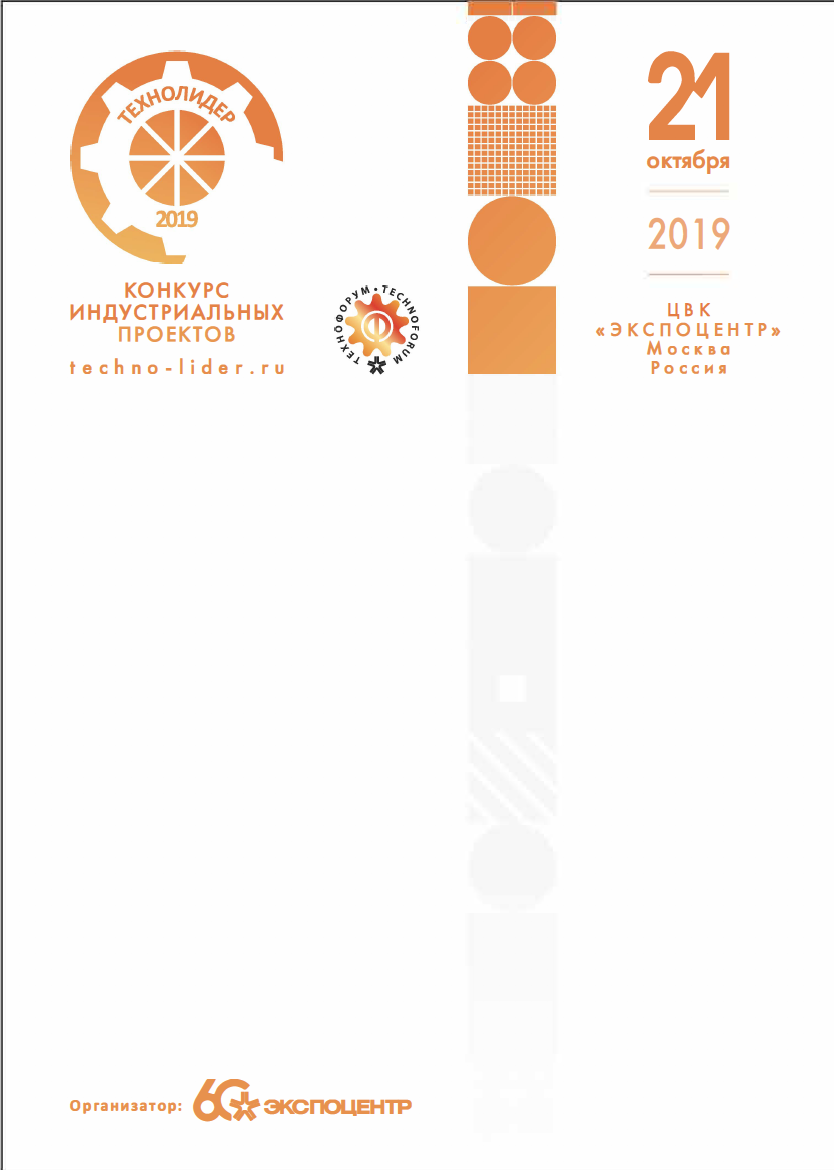 ТЕХНОЛИДЕР
2019
КОНКУРС
ИНДУСТРИАЛЬНЫХ
ПРОЕКТОВ
techno-lider.ru
ТЕХНОФОРУМ • TECHNOFORUM
21
октября
2019
ЦВК
«ЭКСПОЦЕНТР»
Москва
Россия
Организатор: 60 ЭКСПОЦЕНТР